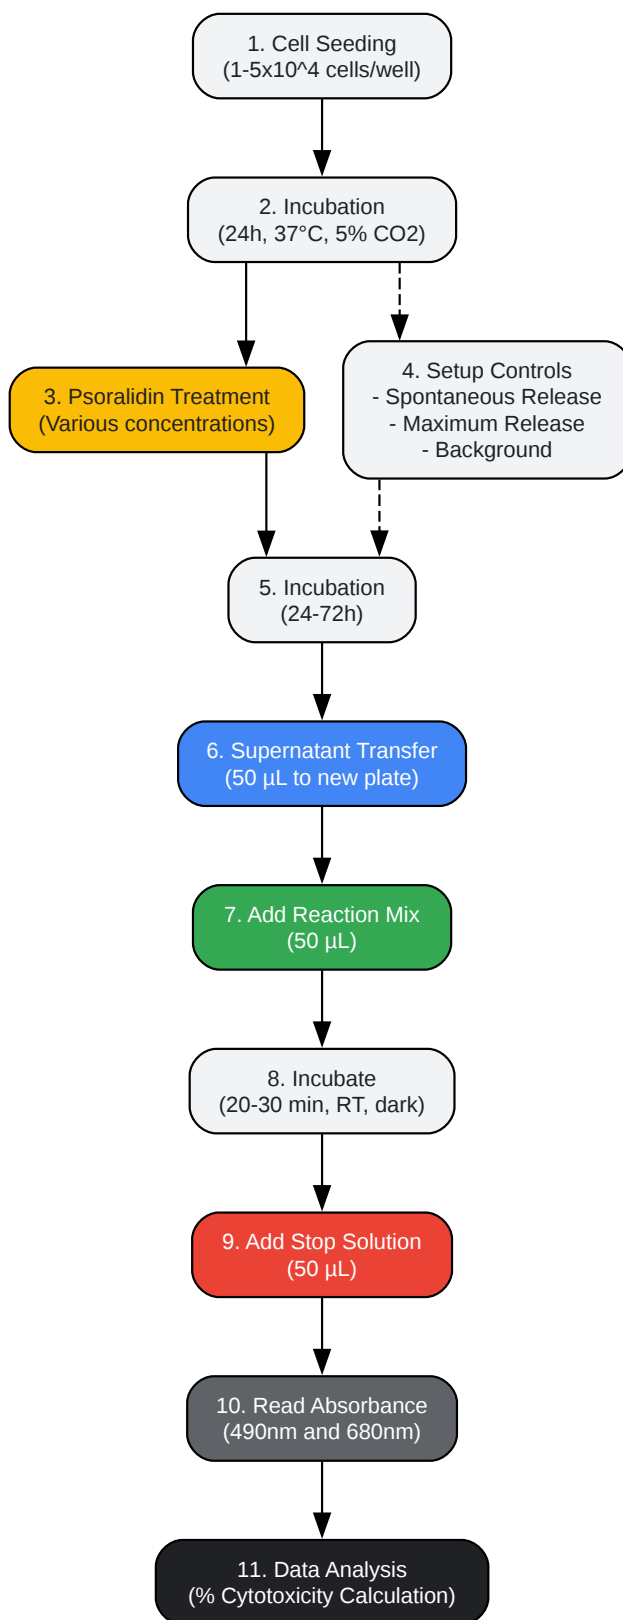 1. Cell Seeding
(1-5x10^4 cells/well)
2. Incubation
(24h, 37°C, 5% CO2)
3. Psoralidin Treatment
(Various concentrations)
4. Setup Controls
- Spontaneous Release
- Maximum Release
- Background
5. Incubation
(24-72h)
6. Supernatant Transfer
(50 µL to new plate)
7. Add Reaction Mix
(50 µL)
8. Incubate
(20-30 min, RT, dark)
9. Add Stop Solution
(50 µL)
10. Read Absorbance
(490nm and 680nm)
11. Data Analysis
(% Cytotoxicity Calculation)